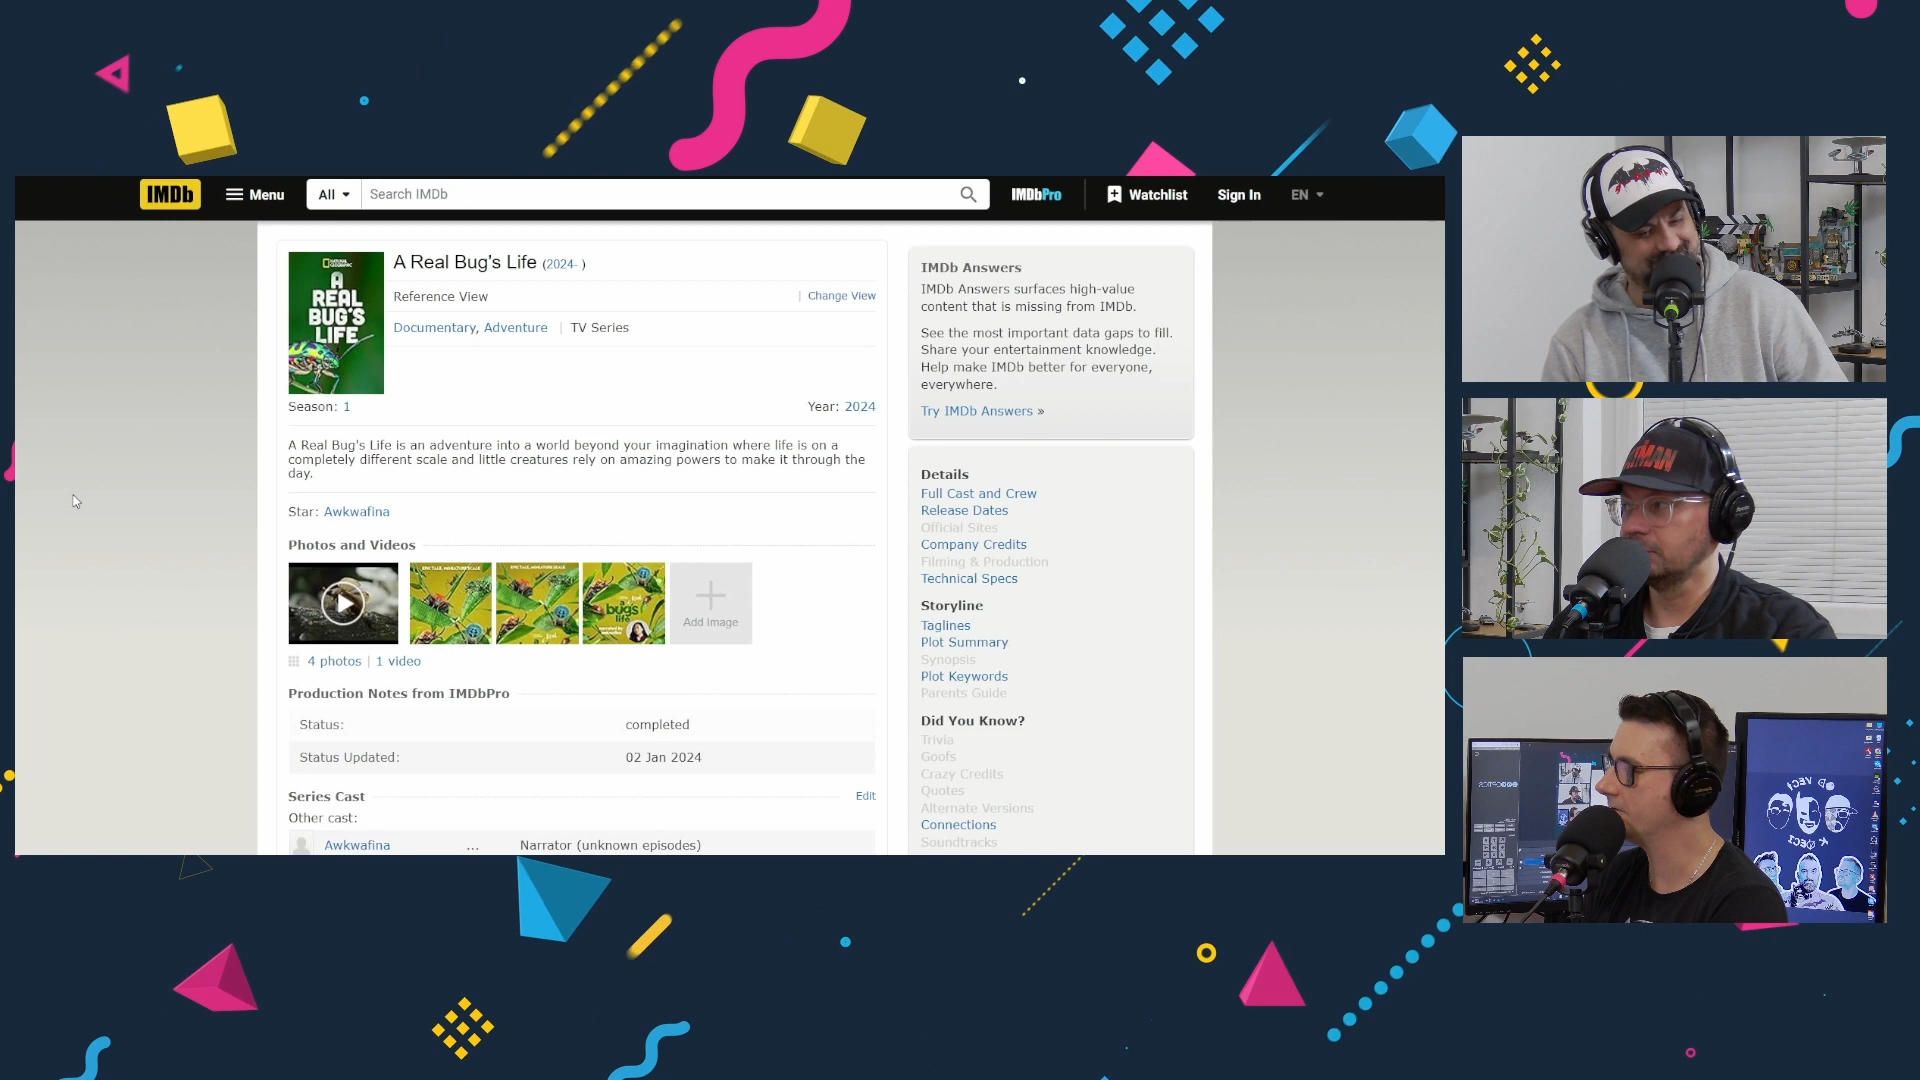 IMDb
Menu
All
Search IMDb
IMDbPro
Watchlist
Sign In
EN
NATIONAL GEOGRAPHIC
A REAL BUG'S LIFE
A Real Bug's Life (2024- )
Reference View
| Change View
Documentary, Adventure | TV Series
Season: 1
Year: 2024
A Real Bug's Life is an adventure into a world beyond your imagination where life is on a
completely different scale and little creatures rely on amazing powers to make it through the
day.
Star: Awkwafina
Photos and Videos
Add Image
4 photos | 1 video
Production Notes from IMDbPro
Status: completed
Status Updated: 02 Jan 2024
Series Cast
Edit
Other cast:
Awkwafina ... Narrator (unknown episodes)
IMDb Answers
IMDb Answers surfaces high-value
content that is missing from IMDb.
See the most important data gaps to fill.
Share your entertainment knowledge.
Help make IMDb better for everyone,
everywhere.
Try IMDb Answers »
Details
Full Cast and Crew
Release Dates
Official Sites
Company Credits
Filming & Production
Technical Specs
Storyline
Taglines
Plot Summary
Synopsis
Plot Keywords
Parents Guide
Did You Know?
Trivia
Goofs
Crazy Credits
Quotes
Alternate Versions
Connections
Soundtracks